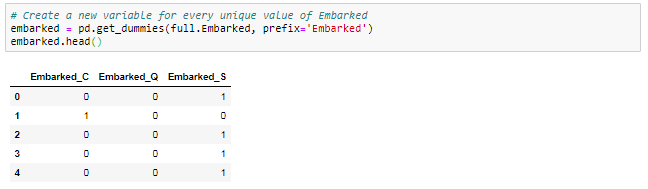 # Create a new variable for every unique value of Embarked
embarked = pd.get_dummies(full.Embarked, prefix='Embarked')
embarked.head()
Embarked_C Embarked_Q Embarked_S
0 0 0 1
1 1 0 0
2 0 0 1
3 0 0 1
4 0 0 1